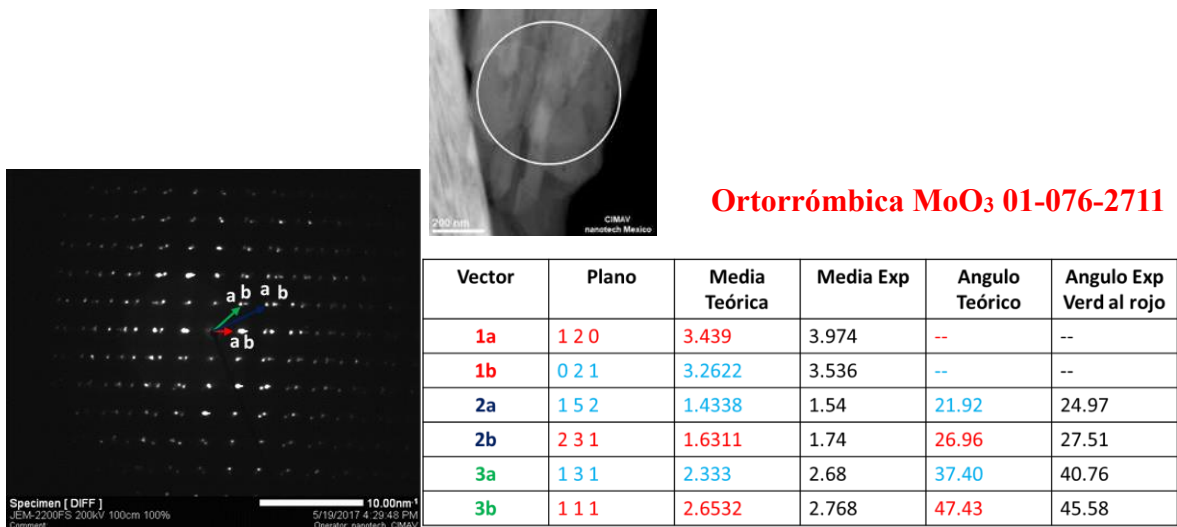 200 nm
CIMAV
nanotech Mexico
Ortorrómbica MoO₃ 01-076-2711
a b a b
a b
Specimen [ DIFF ]
JEM-2200FS 200kV 100cm 100%
Comment:
10.00nm⁻¹
5/19/2017 4:29:48 PM
Operator: nanotech, CIMAV
Vector Plano Media Teórica Media Exp Angulo Teórico Angulo Exp Verd al rojo
1a 1 2 0 3.439 3.974 -- --
1b 0 2 1 3.2622 3.536 -- --
2a 1 5 2 1.4338 1.54 21.92 24.97
2b 2 3 1 1.6311 1.74 26.96 27.51
3a 1 3 1 2.333 2.68 37.40 40.76
3b 1 1 1 2.6532 2.768 47.43 45.58